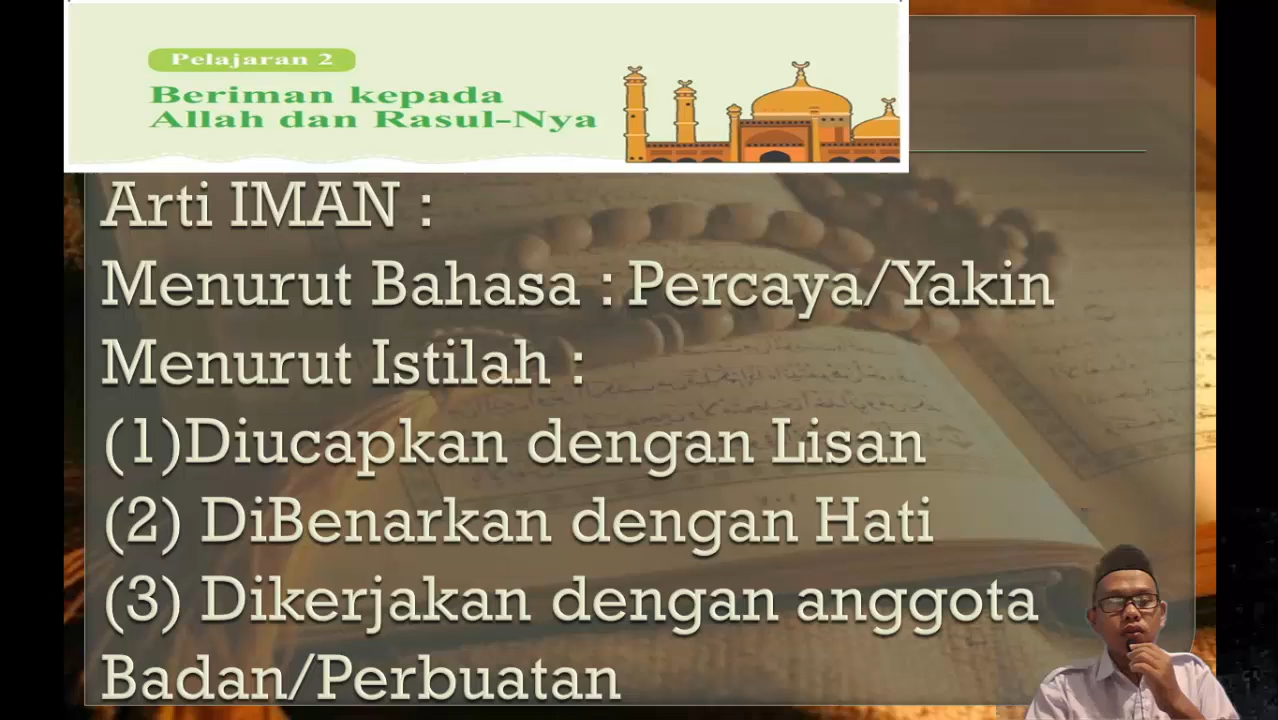 Pelajaran 2
Beriman kepada
Allah dan Rasul-Nya
Arti IMAN :
Menurut Bahasa : Percaya/Yakin
Menurut Istilah :
(1)Diucapkan dengan Lisan
(2) DiBenarkan dengan Hati
(3) Dikerjakan dengan anggota
Badan/Perbuatan